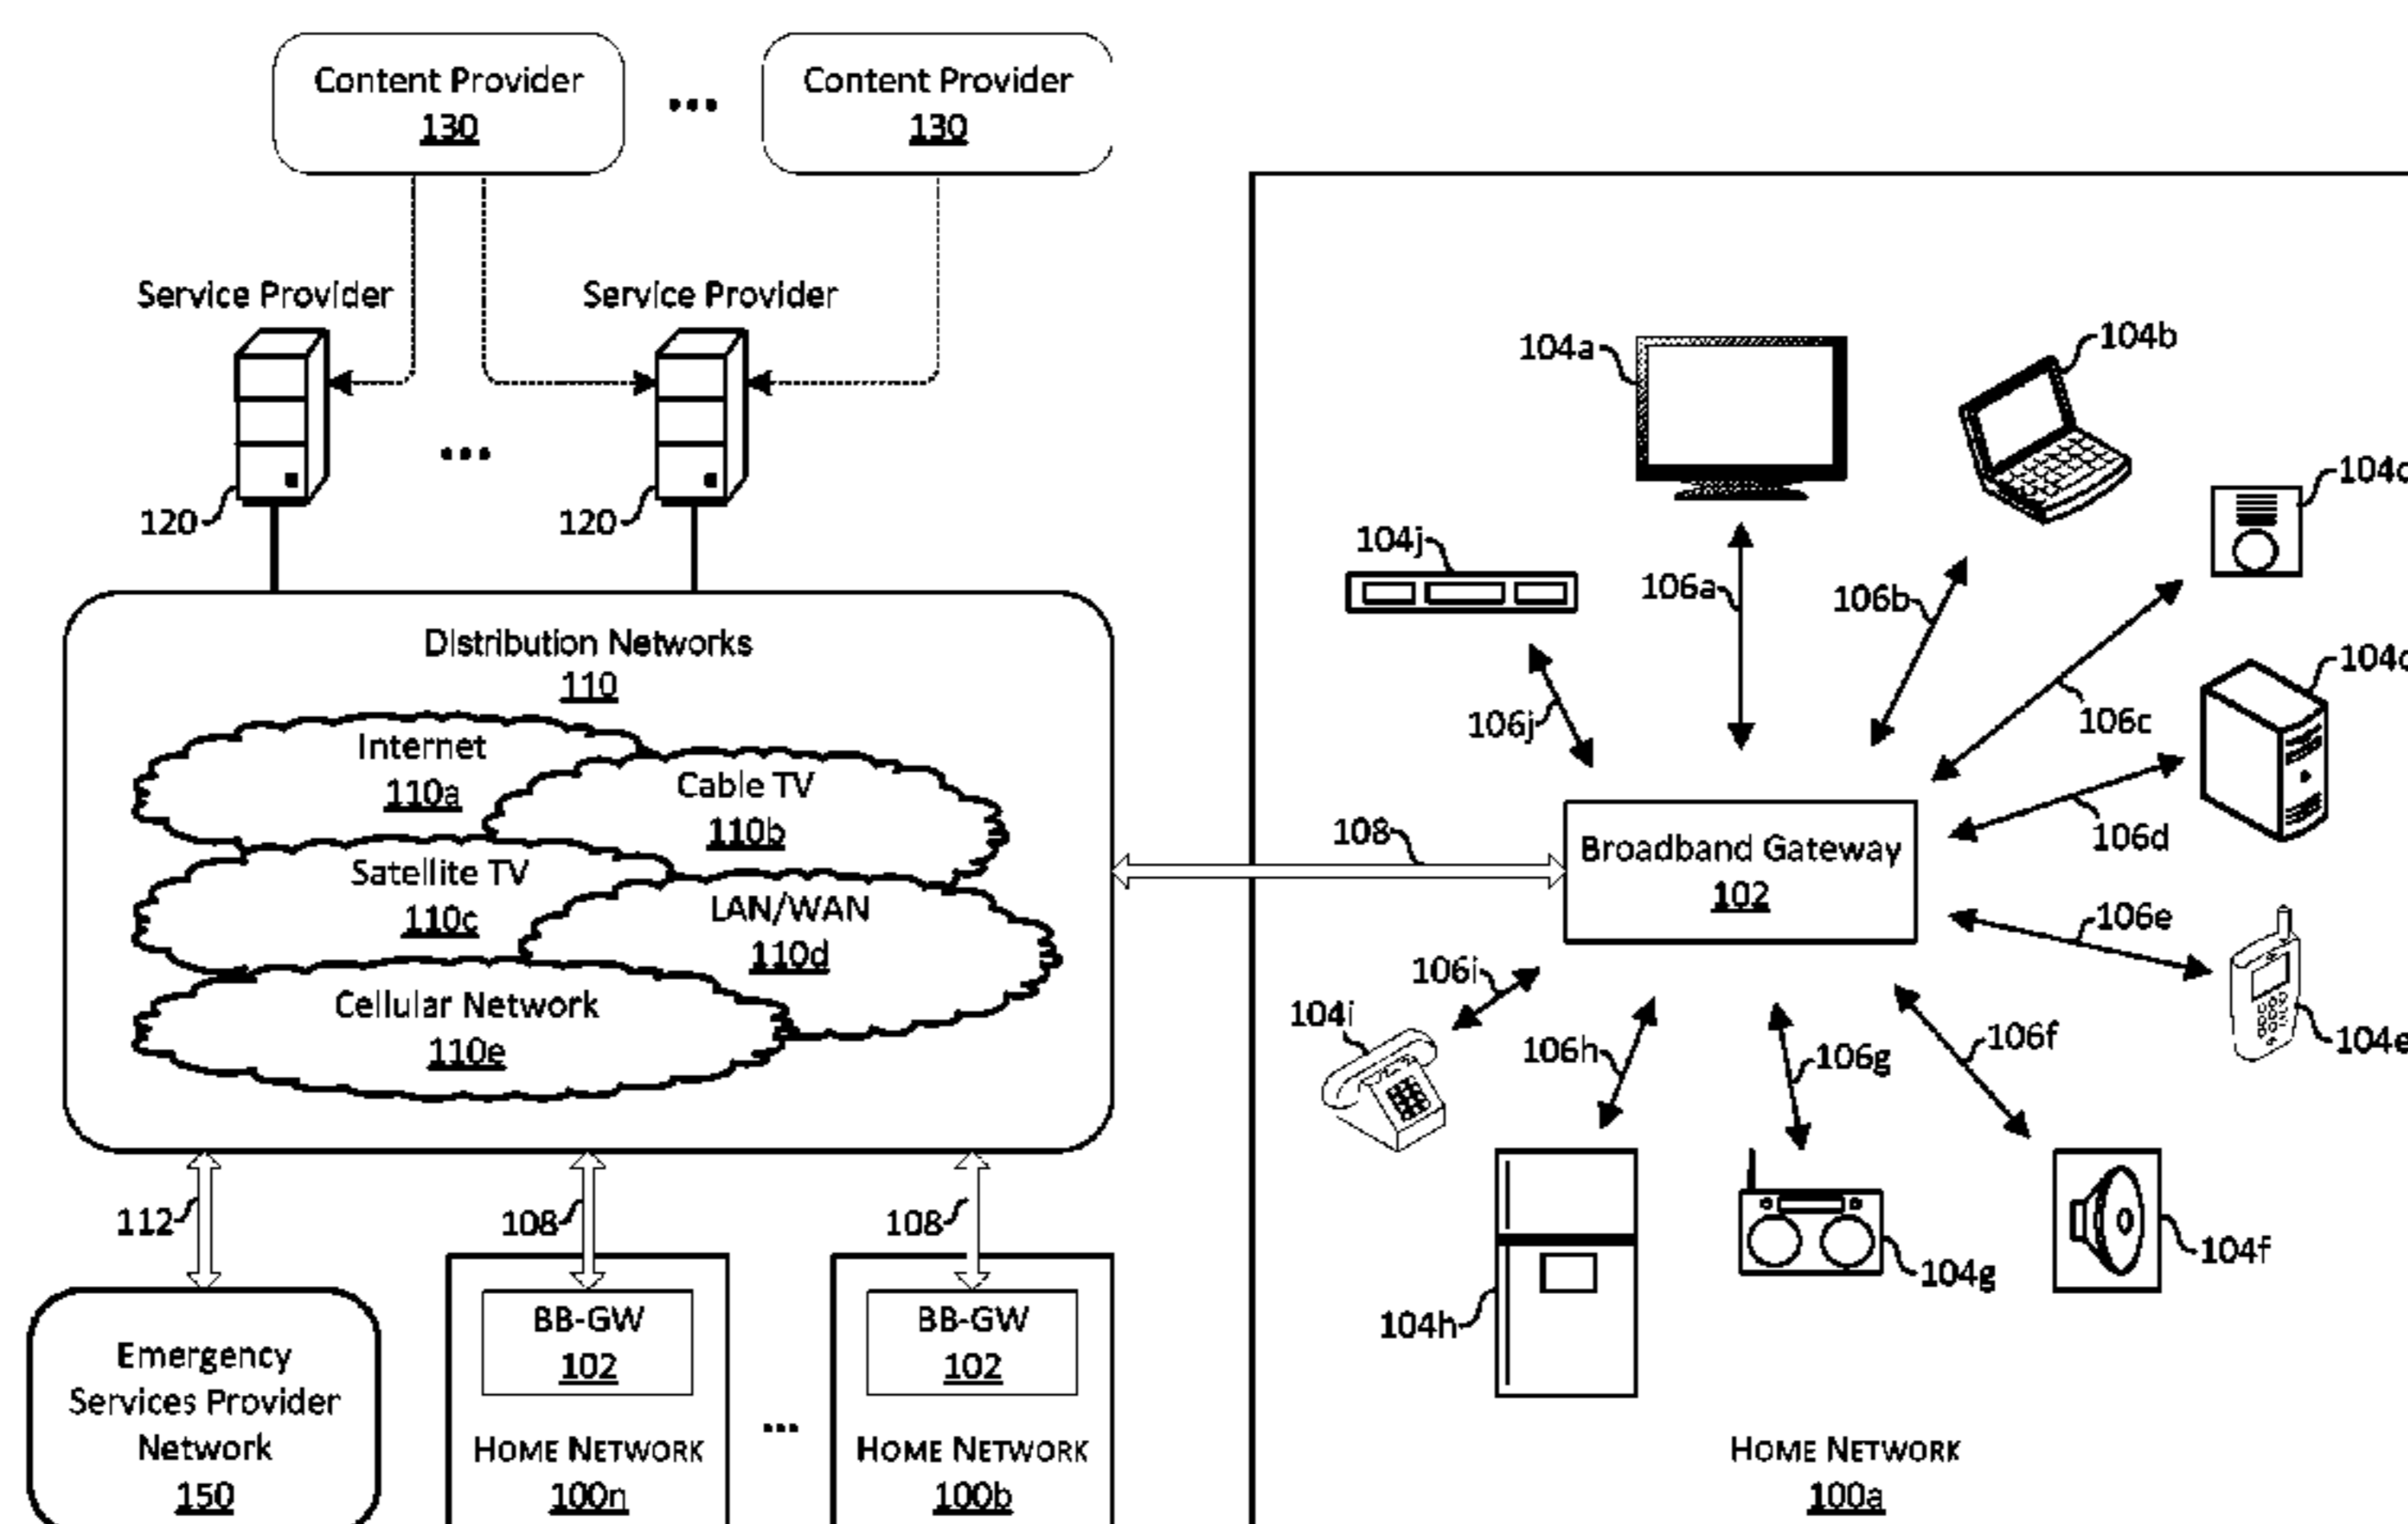 Content Provider
130
...
Content Provider
130
Service Provider
Service Provider
120
...
120
Distribution Networks
110
Internet
110a
Cable TV
110b
Satellite TV
110c
LAN/WAN
110d
Cellular Network
110e
112
108
108
Emergency
Services Provider
Network
150
BB-GW
102
HOME NETWORK
100n
...
BB-GW
102
HOME NETWORK
100b
108
104a
104b
104j
106a
106b
106j
106c
106d
Broadband Gateway
102
106e
106i
104i
106h
106g
106f
104e
104h
104g
104f
HOME NETWORK
100a